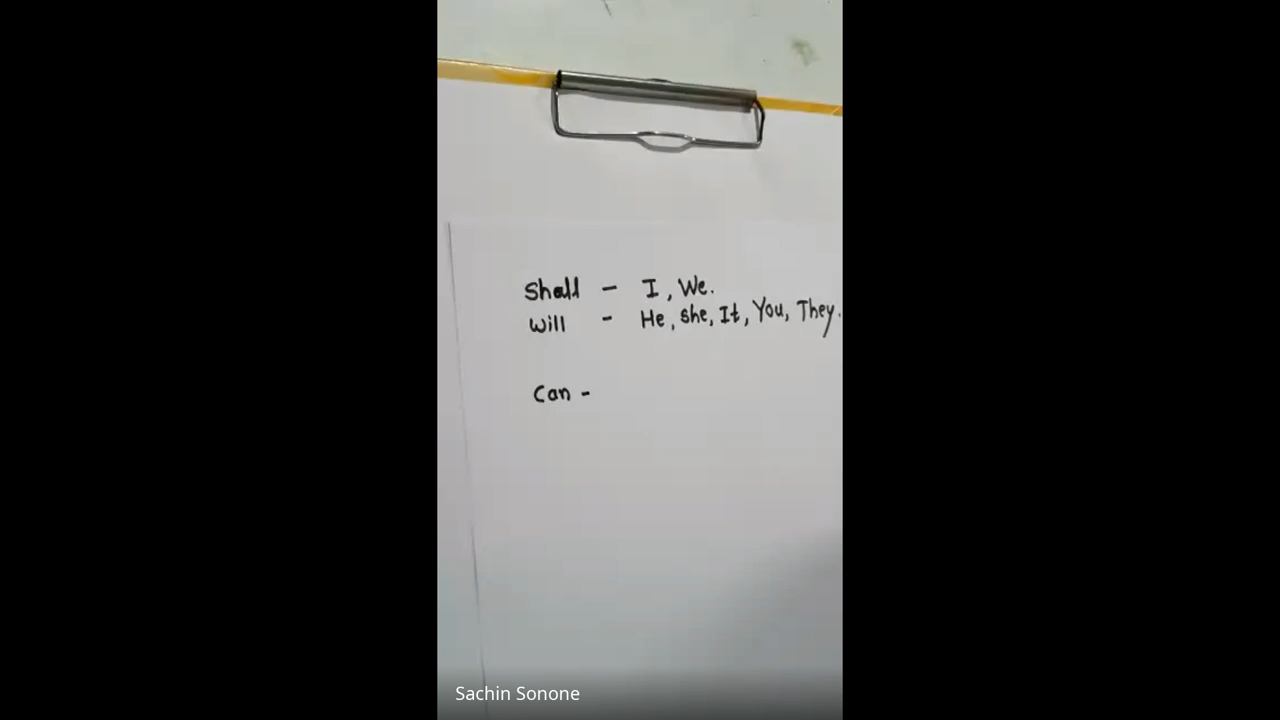 Shall - I, We.
Will - He, She, It, You, They.
Can -
Sachin Sonone